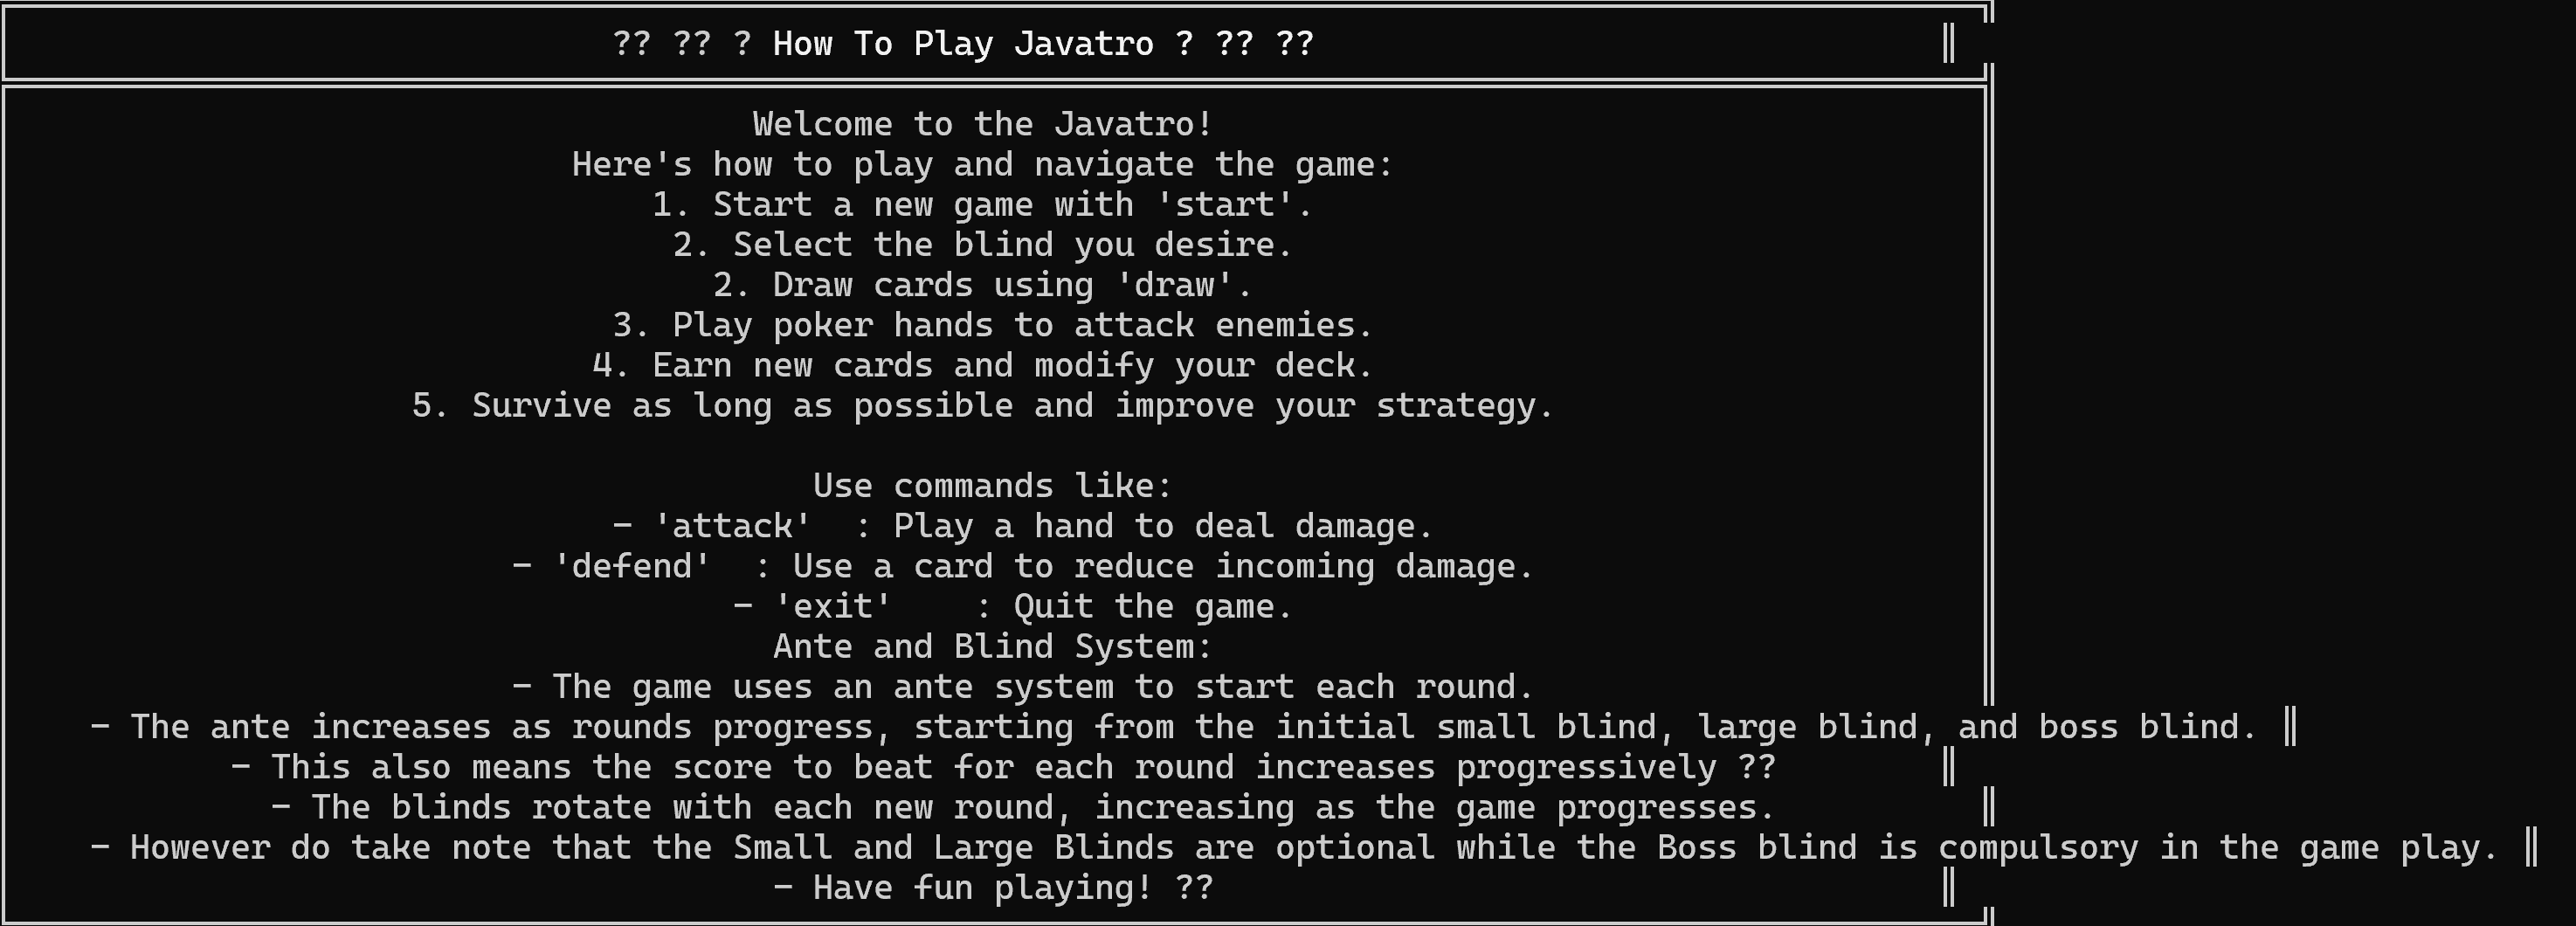 ?? ?? ? How To Play Javatro ? ?? ??
Welcome to the Javatro!
Here's how to play and navigate the game:
1. Start a new game with 'start'.
2. Select the blind you desire.
2. Draw cards using 'draw'.
3. Play poker hands to attack enemies.
4. Earn new cards and modify your deck.
5. Survive as long as possible and improve your strategy.
Use commands like:
- 'attack'  : Play a hand to deal damage.
- 'defend'  : Use a card to reduce incoming damage.
- 'exit'    : Quit the game.
Ante and Blind System:
- The game uses an ante system to start each round.
- The ante increases as rounds progress, starting from the initial small blind, large blind, and boss blind.
- This also means the score to beat for each round increases progressively ??
- The blinds rotate with each new round, increasing as the game progresses.
- However do take note that the Small and Large Blinds are optional while the Boss blind is compulsory in the game play.
- Have fun playing! ??